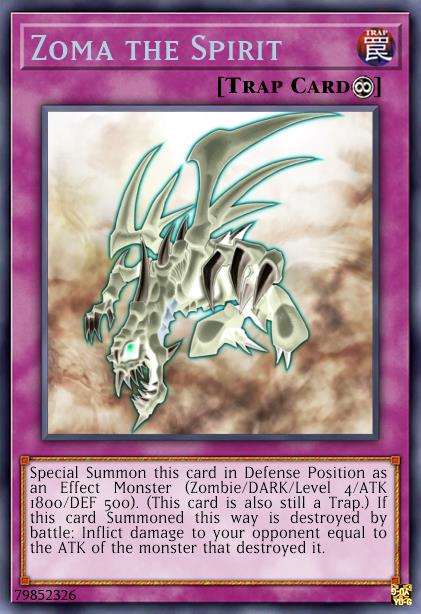 Zoma the Spirit
TRAP
罠
[Trap Card]
Special Summon this card in Defense Position as
an Effect Monster (Zombie/DARK/Level 4/ATK
1800/DEF 500). (This card is also still a Trap.) If
this card Summoned this way is destroyed by
battle: Inflict damage to your opponent equal to
the ATK of the monster that destroyed it.
79852326